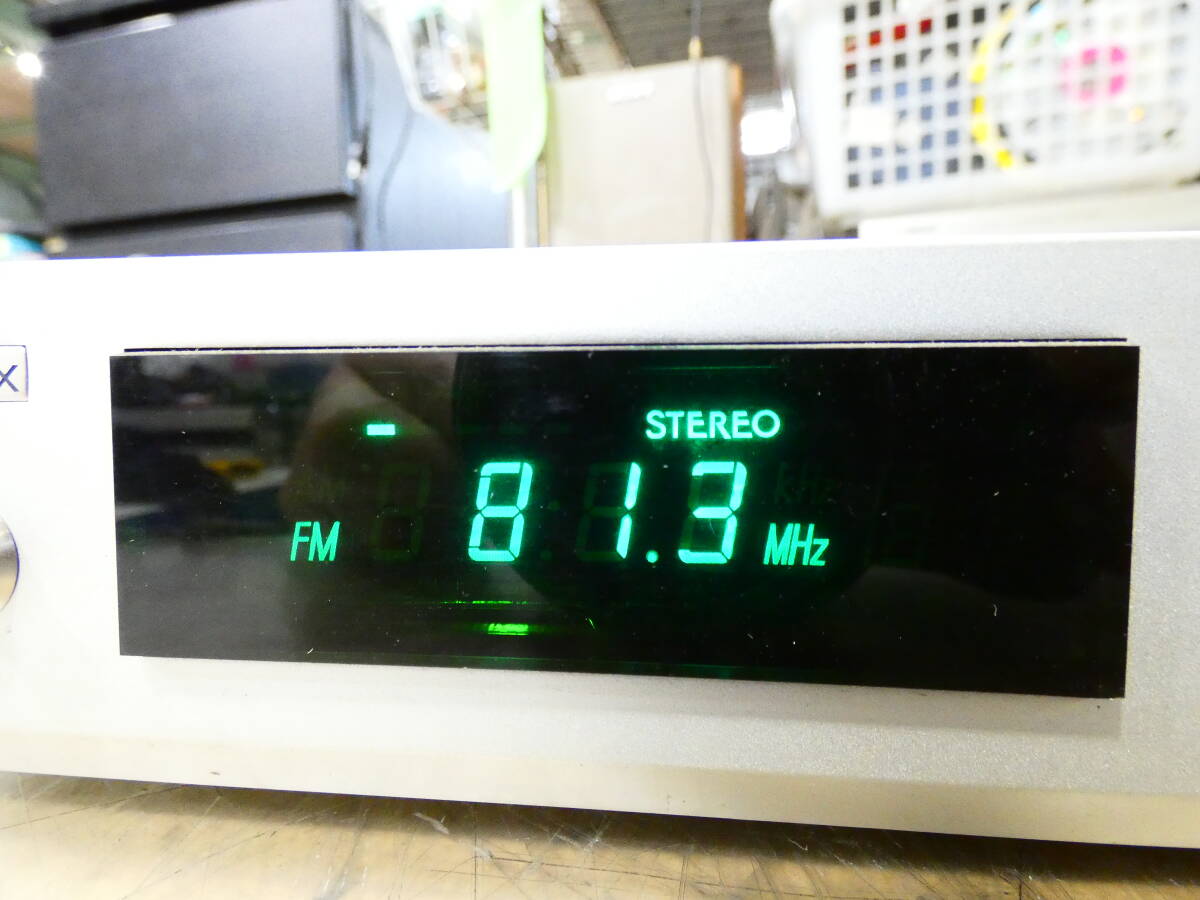 X
STEREO
FM 81.3 MHz